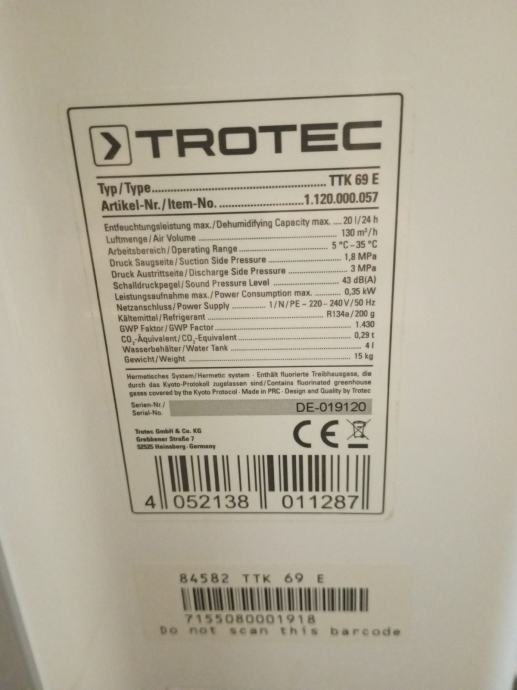 TROTEC
Typ/Type................................................ TTK 69 E
Artikel-Nr./Item-No. ........................1.120.000.057
Entfeuchtungsleistung max./Dehumidifying Capacity max. .... 20 l/24 h
Luftmenge/Air Volume ........................ 130 m³/h
Arbeitsbereich/Operating Range ........................ 5 °C–35 °C
Druck Saugseite/Suction Side Pressure ........................ 1,8 MPa
Druck Austrittseite/Discharge Side Pressure ........................ 3 MPa
Schalldruckpegel/Sound Pressure Level ........................ 43 dB(A)
Leistungsaufnahme max./Power Consumption max. ............ 0,35 kW
Netzanschluss/Power Supply ............ 1/N/PE ~ 220 - 240 V/50 Hz
Kältemittel/Refrigerant ........................ R134a/200 g
GWP Faktor/GWP Factor ........................ 1.430
CO₂-Äquivalent/CO₂-Equivalent ........................ 0,29 t
Wasserbehälter/Water Tank ........................ 4 l
Gewicht/Weight ........................ 15 kg
Hermetisches System/Hermetic system · Enthält fluorierte Treibhausgase, die
durch das Kyoto-Protokoll zugelassen sind/Contains fluorinated greenhouse
gases covered by the Kyoto Protocol · Made in PRC · Design and Quality by Trotec
Serien-Nr./
Serial-No.
DE-019120
Trotec GmbH & Co. KG
Grebbener Straße 7
52525 Heinsberg · Germany
CE
4 052138 011287
84582 TTK 69 E
7155080001918
Do not scan this barcode